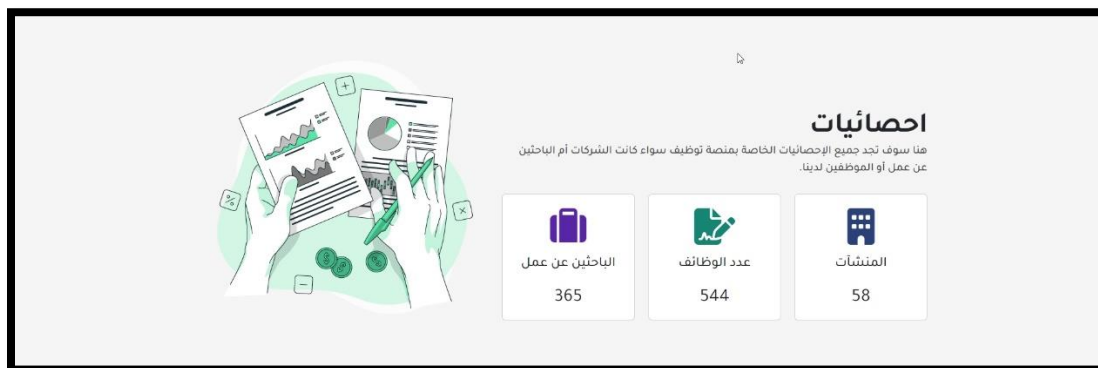 احصائيات
هنا سوف تجد جميع الإحصائيات الخاصة بمنصة توظيف سواء كانت الشركات أم الباحثين
عن عمل أو الموظفين لدينا.
المنشآت
58
عدد الوظائف
544
الباحثين عن عمل
365